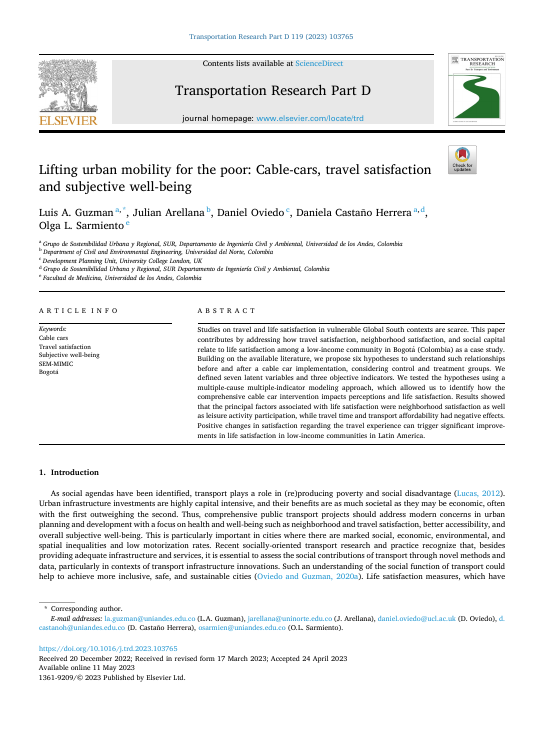 Transportation Research Part D 119 (2023) 103765
Contents lists available at ScienceDirect
Transportation Research Part D
journal homepage: www.elsevier.com/locate/trd
ELSEVIER
TRANSPORTATION
RESEARCH
Check for
updates
Lifting urban mobility for the poor: Cable-cars, travel satisfaction
and subjective well-being
Luis A. Guzman a,*, Julian Arellana b, Daniel Oviedo c, Daniela Castaño Herrera a,d,
Olga L. Sarmiento e
a Grupo de Sostenibilidad Urbana y Regional, SUR, Departamento de Ingeniería Civil y Ambiental, Universidad de los Andes, Colombia
b Department of Civil and Environmental Engineering. Universidad del Norte, Colombia
c Development Planning Unit, University College London, UK
d Grupo de Sostenibilidad Urbana y Regional, SUR Departamento de Ingeniería Civil y Ambiental, Colombia
e Facultad de Medicina, Universidad de los Andes, Colombia
ARTICLE INFO
Keywords:
Cable cars
Travel satisfaction
Subjective well-being
SEM-MIMIC
Bogotá
ABSTRACT
Studies on travel and life satisfaction in vulnerable Global South contexts are scarce. This paper
contributes by addressing how travel satisfaction, neighborhood satisfaction, and social capital
relate to life satisfaction among a low-income community in Bogotá (Colombia) as a case study.
Building on the available literature, we propose six hypotheses to understand such relationships
before and after a cable car implementation, considering control and treatment groups. We
defined seven latent variables and three objective indicators. We tested the hypotheses using a
multiple-cause multiple-indicator modeling approach, which allowed us to identify how the
comprehensive cable car intervention impacts perceptions and life satisfaction. Results showed
that the principal factors associated with life satisfaction were neighborhood satisfaction as well
as leisure activity participation, while travel time and transport affordability had negative effects.
Positive changes in satisfaction regarding the travel experience can trigger significant improve-
ments in life satisfaction in low-income communities in Latin America.
1. Introduction
As social agendas have been identified, transport plays a role in (re)producing poverty and social disadvantage (Lucas, 2012).
Urban infrastructure investments are highly capital intensive, and their benefits are as much societal as they may be economic, often
with the first outweighing the second. Thus, comprehensive public transport projects should address modern concerns in urban
planning and development with a focus on health and well-being such as neighborhood and travel satisfaction, better accessibility, and
overall subjective well-being. This is particularly important in cities where there are marked social, economic, environmental, and
spatial inequalities and low motorization rates. Recent socially-oriented transport research and practice recognize that, besides
providing adequate infrastructure and services, it is essential to assess the social contributions of transport through novel methods and
data, particularly in contexts of transport infrastructure innovations. Such an understanding of the social function of transport could
help to achieve more inclusive, safe, and sustainable cities (Oviedo and Guzman, 2020a). Life satisfaction measures, which have
* Corresponding author.
E-mail addresses: la.guzman@uniandes.edu.co (L.A. Guzman), jarellana@uninorte.edu.co (J. Arellana), daniel.oviedo@ucl.ac.uk (D. Oviedo), d.
castanoh@uniandes.edu.co (D. Castaño Herrera), osarmien@uniandes.edu.co (O.L. Sarmiento).
https://doi.org/10.1016/j.trd.2023.103765
Received 20 December 2022; Received in revised form 17 March 2023; Accepted 24 April 2023
Available online 11 May 2023
1361-9209/© 2023 Published by Elsevier Ltd.